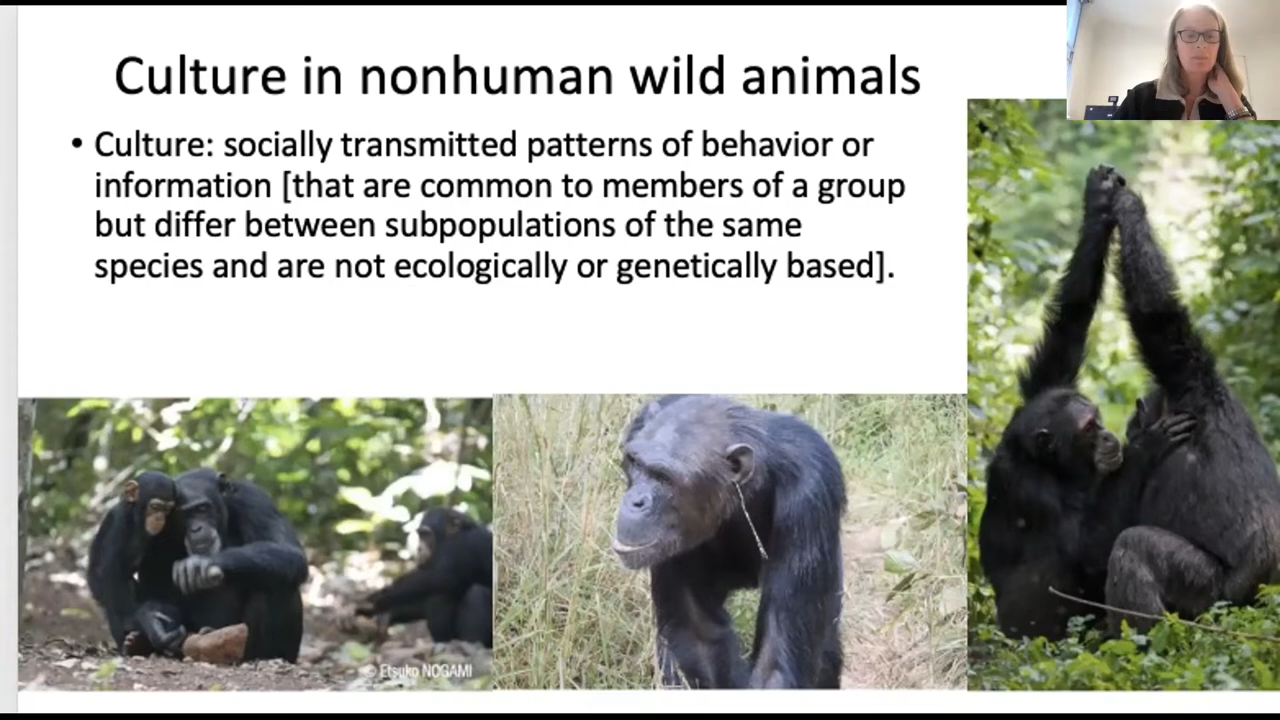 Culture in nonhuman wild animals
• Culture: socially transmitted patterns of behavior or
information [that are common to members of a group
but differ between subpopulations of the same
species and are not ecologically or genetically based].
© Etsuko NOGAMI